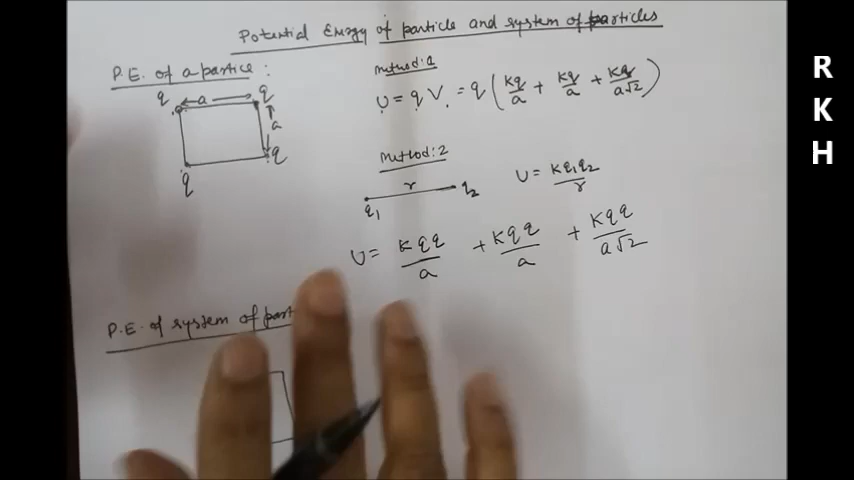 Potential Energy of particle and system of particles
P.E. of a partice :
q a q
a
q q
Method:1
U = qV. = q ( Kq/a + Kq/a + Kq/a√2 )
Method:2
r
q1 q2
U = Kq1q2/r
U = Kqq/a + Kqq/a + Kqq/a√2
P.E. of system of
R
K
H